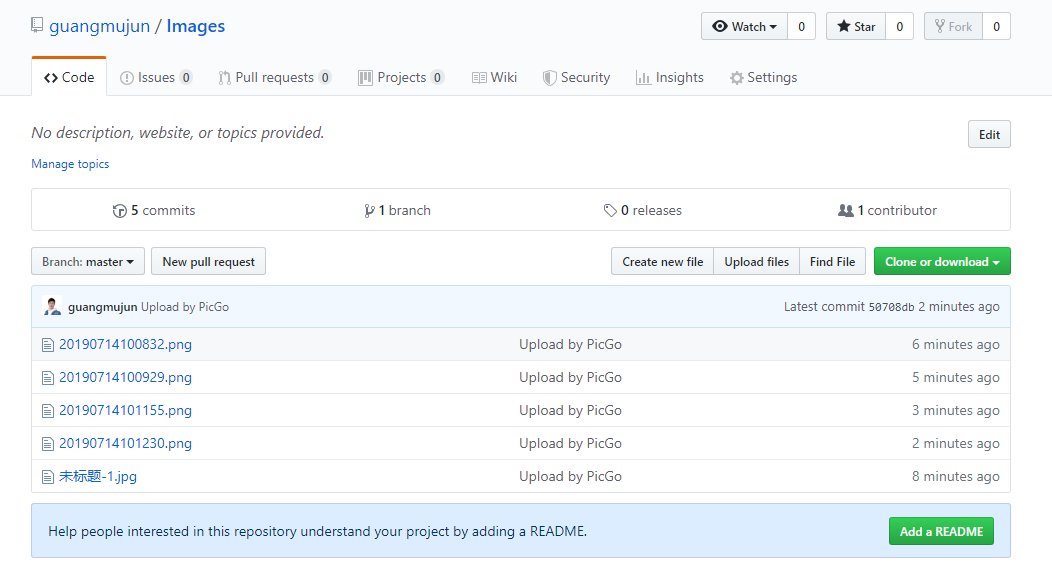 guangmujun / Images Watch 0 Star 0 Fork 0
Code Issues 0 Pull requests 0 Projects 0 Wiki Security Insights Settings
No description, website, or topics provided. Edit
Manage topics
5 commits 1 branch 0 releases 1 contributor
Branch: master New pull request Create new file Upload files Find File Clone or download
guangmujun Upload by PicGo Latest commit 50708db 2 minutes ago
20190714100832.png Upload by PicGo 6 minutes ago
20190714100929.png Upload by PicGo 5 minutes ago
20190714101155.png Upload by PicGo 3 minutes ago
20190714101230.png Upload by PicGo 2 minutes ago
未标题-1.jpg Upload by PicGo 8 minutes ago
Help people interested in this repository understand your project by adding a README. Add a README